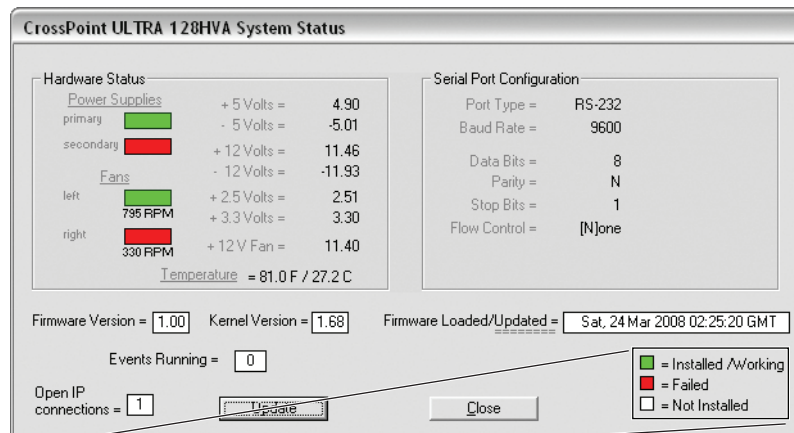 CrossPoint ULTRA 128HVA System Status
Hardware Status
Power Supplies
primary
secondary
Fans
left
795 RPM
right
330 RPM
+ 5 Volts = 4.90
- 5 Volts = -5.01
+ 12 Volts = 11.46
- 12 Volts = -11.93
+ 2.5 Volts = 2.51
+ 3.3 Volts = 3.30
+ 12 V Fan = 11.40
Temperature = 81.0 F / 27.2 C
Serial Port Configuration
Port Type = RS-232
Baud Rate = 9600
Data Bits = 8
Parity = N
Stop Bits = 1
Flow Control = [N]one
Firmware Version = 1.00 Kernel Version = 1.68 Firmware Loaded/Updated = Sat, 24 Mar 2008 02:25:20 GMT
Events Running = 0
Open IP
connections = 1
Update
Close
= Installed /Working
= Failed
= Not Installed